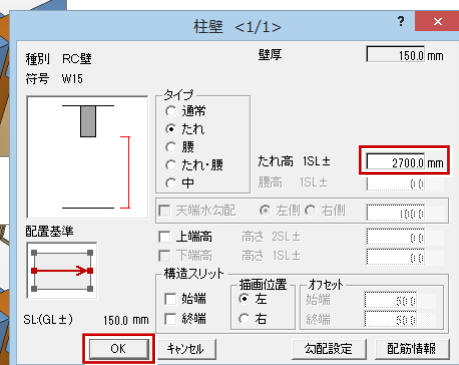 柱壁 <1/1>
? ×
種別 RC壁
壁厚 150.0 mm
符号 W15
タイプ
通常
たれ
腰
たれ・腰
中
たれ高 1SL± 2700.0 mm
腰高 1SL± 0.0
天端水勾配 左側 右側 100.0
上端高 高さ 2SL± 0.0
下端高 高さ 1SL± 0.0
配置基準
構造スリット
始端
終端
描画位置
左
右
オフセット
始端 50.0
終端 50.0
SL(GL±) 150.0 mm
OK キャンセル 勾配設定 配筋情報